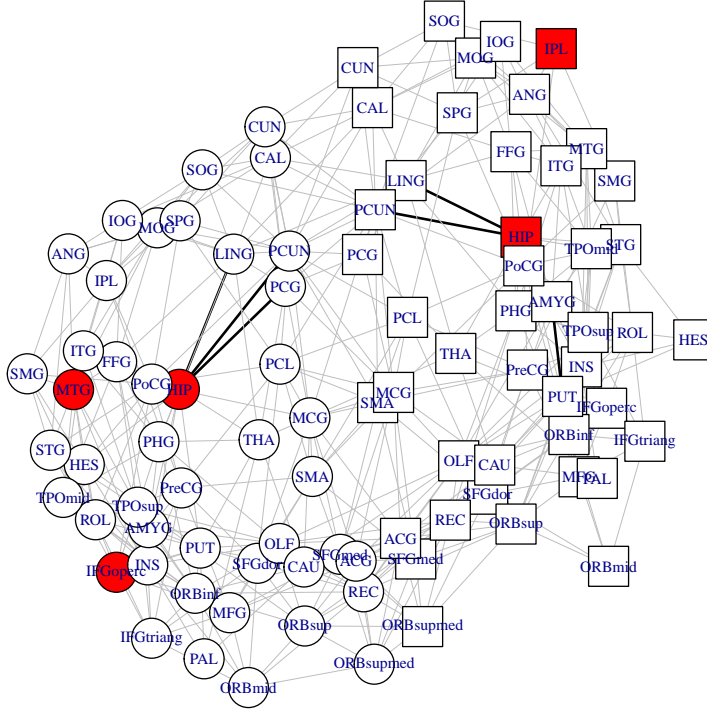 SOG
IOG
MOG
IPL
CUN
ANG
CAL
SPG
CUN
FFG
MTG
CAL
ITG
SOG
LING
SMG
PCUN
IOG
SPG
MOG
HIP
STG
ANG
LING
PCUN
PCG
TPOmid
PoCG
IPL
PCG
AMYG
PHG
PCL
TPOsup
ROL
HES
ITG
THA
FFG
PCL
PreCG
INS
SMG
MTG
PoCG
HIP
MCG
SMA
PUT
IFGoperc
MCG
ORBinf
IFGtriang
STG
PHG
THA
HES
OLF
CAU
SMA
MFG
PAL
TPOmid
PreCG
SFGdor
TPOsup
ROL
REC
ORBsup
AMYG
PUT
OLF
ACG
SFGmed
SFGmed
ACG
INS
IFGoperc
SFGdor
CAU
ORBmid
ORBinf
REC
MFG
ORBsup
ORBsupmed
IFGtriang
PAL
ORBsupmed
ORBmid